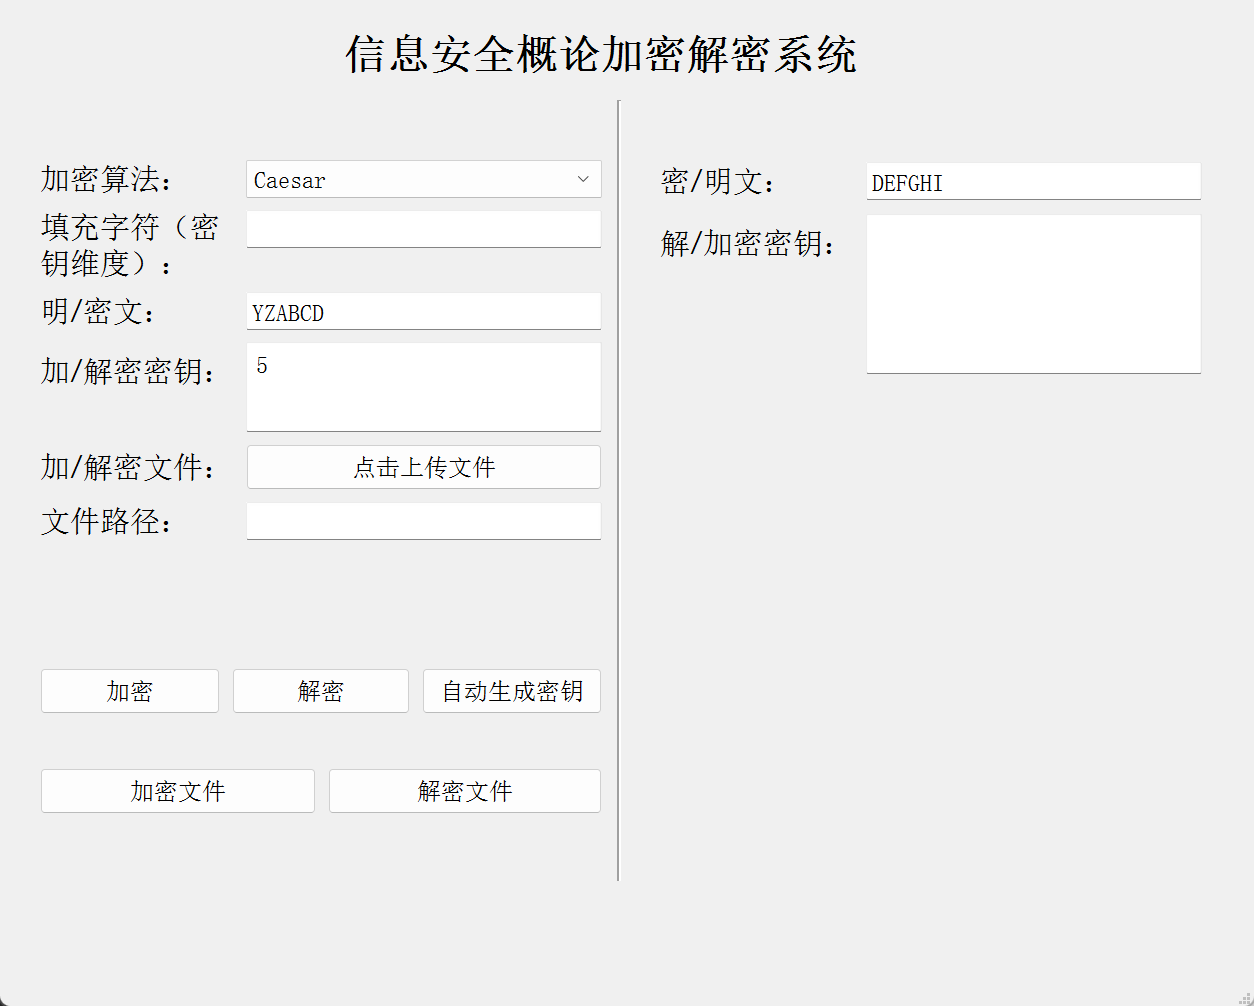 信息安全概论加密解密系统
加密算法：
Caesar
填充字符（密
钥维度）：
明/密文：
YZABCD
加/解密密钥：
5
加/解密文件：
点击上传文件
文件路径：
加密
解密
自动生成密钥
加密文件
解密文件
密/明文：
DEFGHI
解/加密密钥：